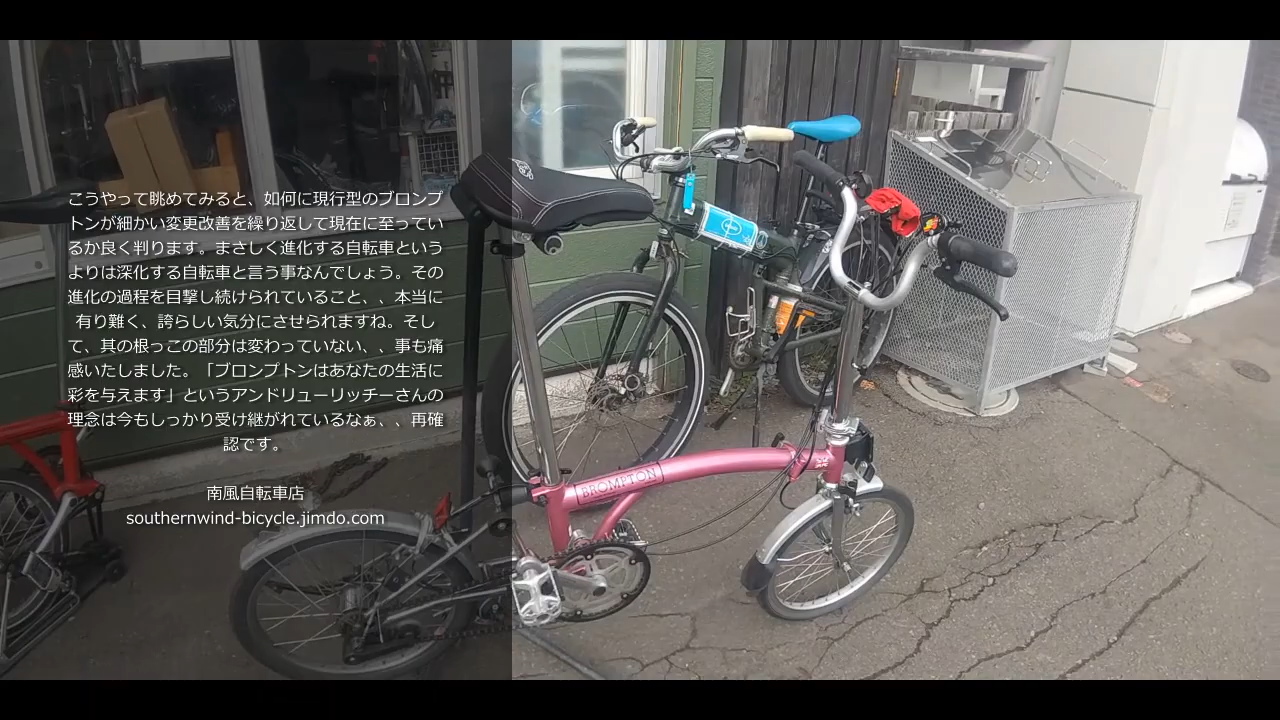 こうやって眺めてみると、如何に現行型のブロンプ
トンが細かい変更改善を繰り返して現在に至ってい
るか良く判ります。まさしく進化する自転車という
よりは深化する自転車と言う事なんでしょう。その
進化の過程を目撃し続けられていること、、本当に
有り難く、誇らしい気分にさせられますね。そし
て、其の根っこの部分は変わっていない、、事も痛
感いたしました。「ブロンプトンはあなたの生活に
彩を与えます」というアンドリューリッチーさんの
理念は今もしっかり受け継がれているなぁ、、再確
認です。
南風自転車店
southernwind-bicycle.jimdo.com
BROMPTON